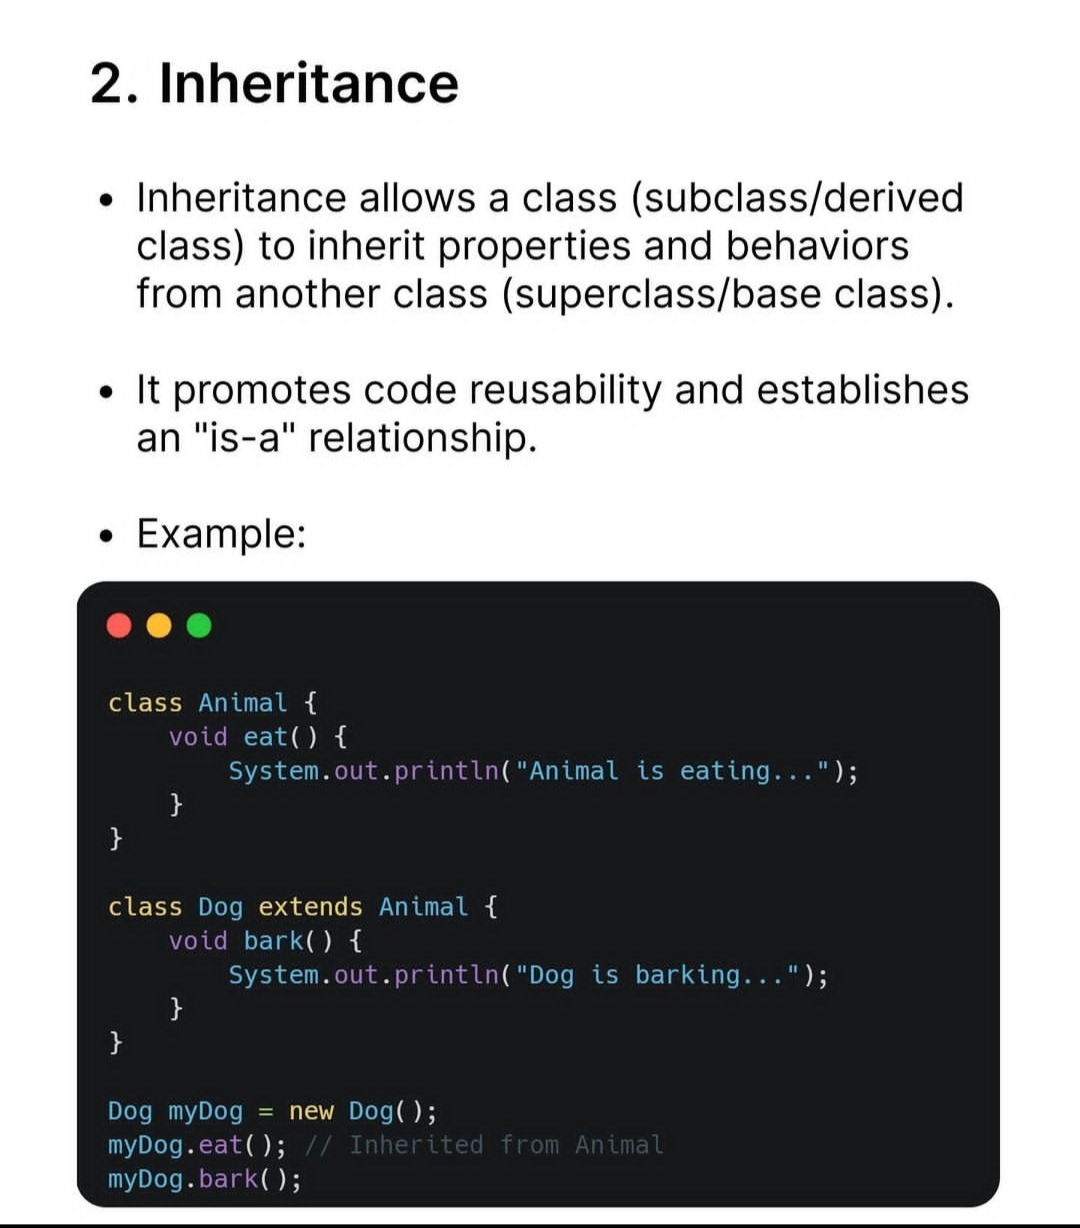 2. Inheritance
• Inheritance allows a class (subclass/derived
class) to inherit properties and behaviors
from another class (superclass/base class).
• It promotes code reusability and establishes
an "is-a" relationship.
• Example:
class Animal {
    void eat() {
        System.out.println("Animal is eating...");
    }
}
class Dog extends Animal {
    void bark() {
        System.out.println("Dog is barking...");
    }
}
Dog myDog = new Dog();
myDog.eat(); // Inherited from Animal
myDog.bark();